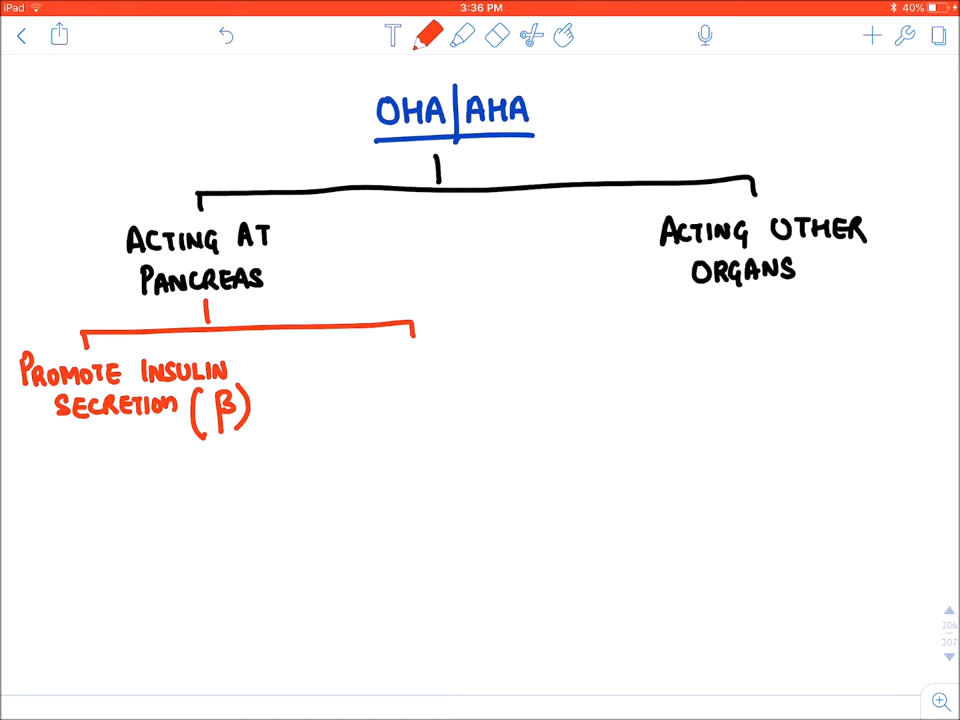 iPad 3:36 PM 40%
T
OHA|AHA
ACTING AT
PANCREAS
ACTING OTHER
ORGANS
PROMOTE INSULIN
SECRETION (β)
206
207